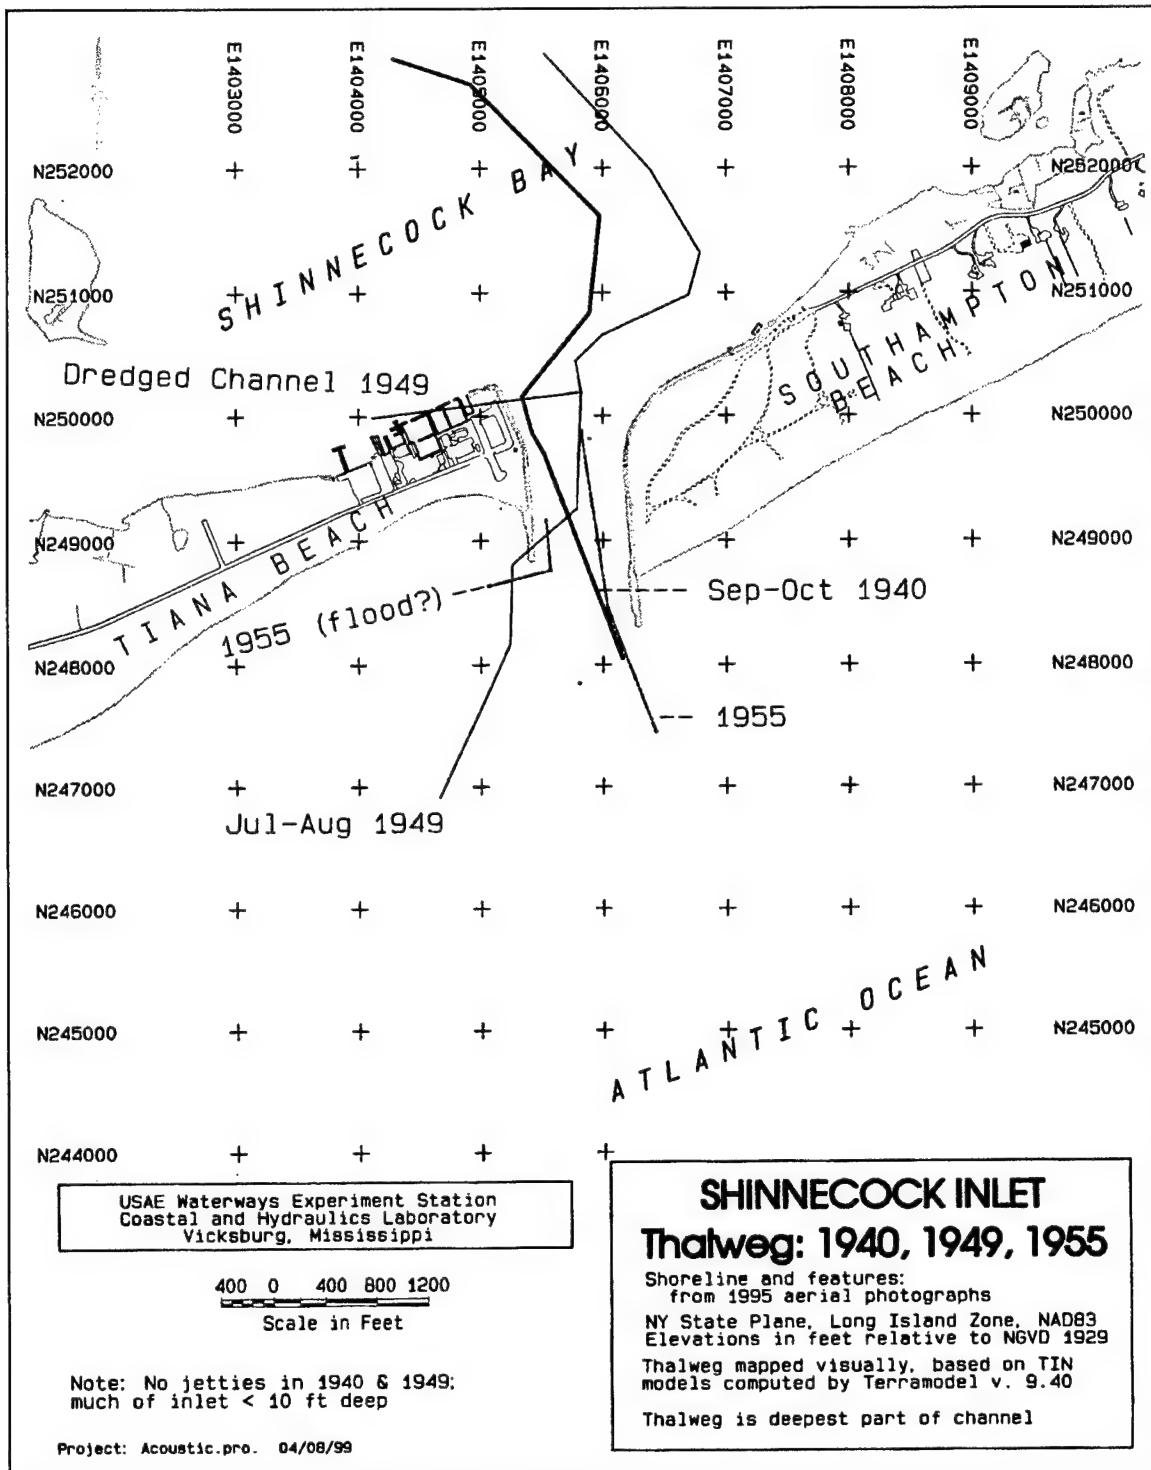 E1403000
E1404000
E1405000
E1406000
E1407000
E1408000
E1409000
N252000
N252000
SHINNECOCK BAY
N251000
N251000
SOUTHAMPTON
BEACH
Dredged Channel 1949
N250000
N250000
N249000
N249000
TIANA BEACH
Sep-Oct 1940
1955 (flood?)
N248000
N248000
1955
N247000
N247000
Jul-Aug 1949
N246000
N246000
ATLANTIC OCEAN
N245000
N245000
N244000
USAE Waterways Experiment Station
Coastal and Hydraulics Laboratory
Vicksburg, Mississippi
400 0 400 800 1200
Scale in Feet
Note: No jetties in 1940 & 1949;
much of inlet < 10 ft deep
Project: Acoustic.pro. 04/08/99
SHINNECOCK INLET
Thalweg: 1940, 1949, 1955
Shoreline and features:
from 1995 aerial photographs
NY State Plane, Long Island Zone, NAD83
Elevations in feet relative to NGVD 1929
Thalweg mapped visually, based on TIN
models computed by Terramodel v. 9.40
Thalweg is deepest part of channel